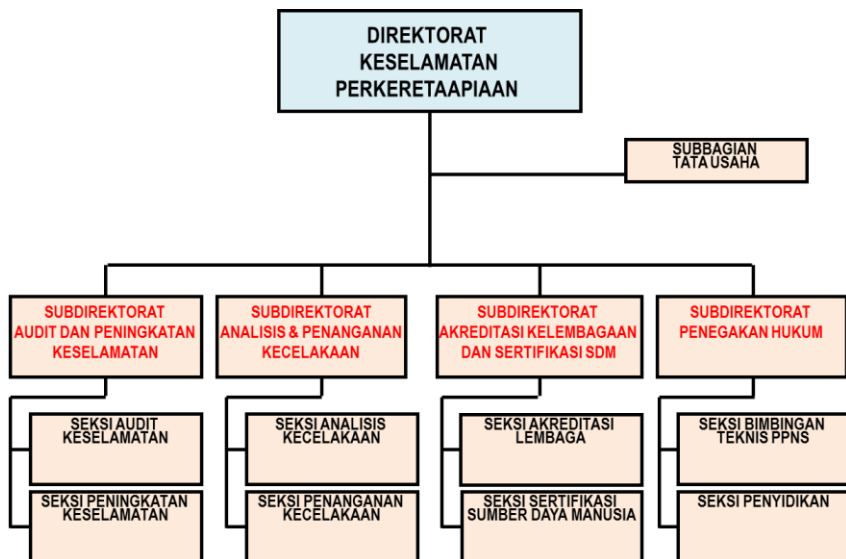 DIREKTORAT
KESELAMATAN
PERKERETAAPIAAN
SUBBAGIAN
TATA USAHA
SUBDIREKTORAT
AUDIT DAN PENINGKATAN
KESELAMATAN
SUBDIREKTORAT
ANALISIS & PENANGANAN
KECELAKAAN
SUBDIREKTORAT
AKREDITASI KELEMBAGAAN
DAN SERTIFIKASI SDM
SUBDIREKTORAT
PENEGAKAN HUKUM
SEKSI AUDIT
KESELAMATAN
SEKSI ANALISIS
KECELAKAAN
SEKSI AKREDITASI
LEMBAGA
SEKSI BIMBINGAN
TEKNIS PPNS
SEKSI PENINGKATAN
KESELAMATAN
SEKSI PENANGANAN
KECELAKAAN
SEKSI SERTIFIKASI
SUMBER DAYA MANUSIA
SEKSI PENYIDIKAN